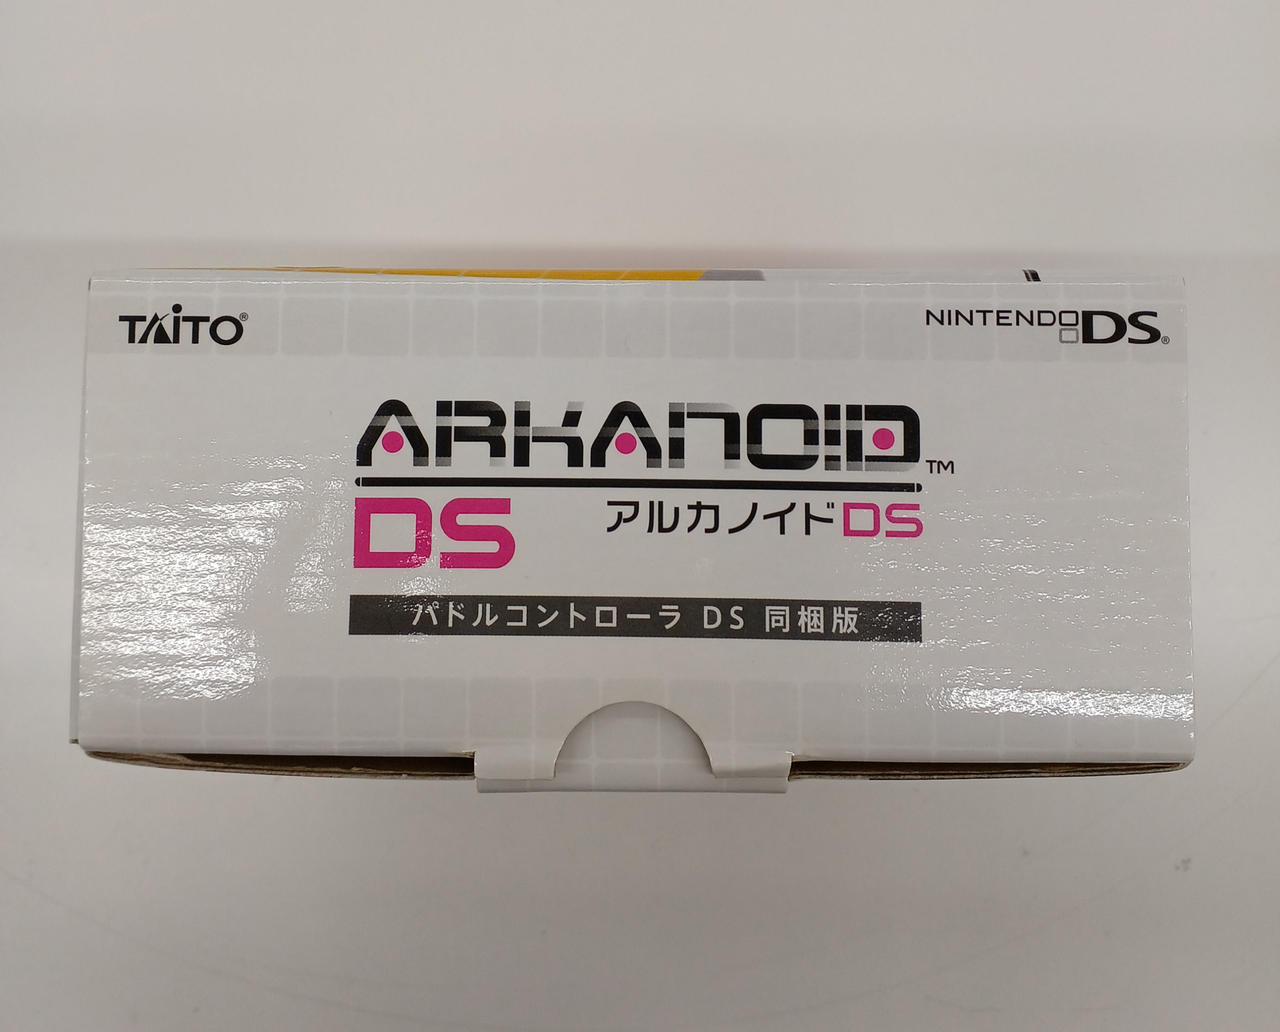 TAITO®
NINTENDO DS®
ARKANOID™
DS
アルカノイドDS
パドルコントローラ DS 同梱版